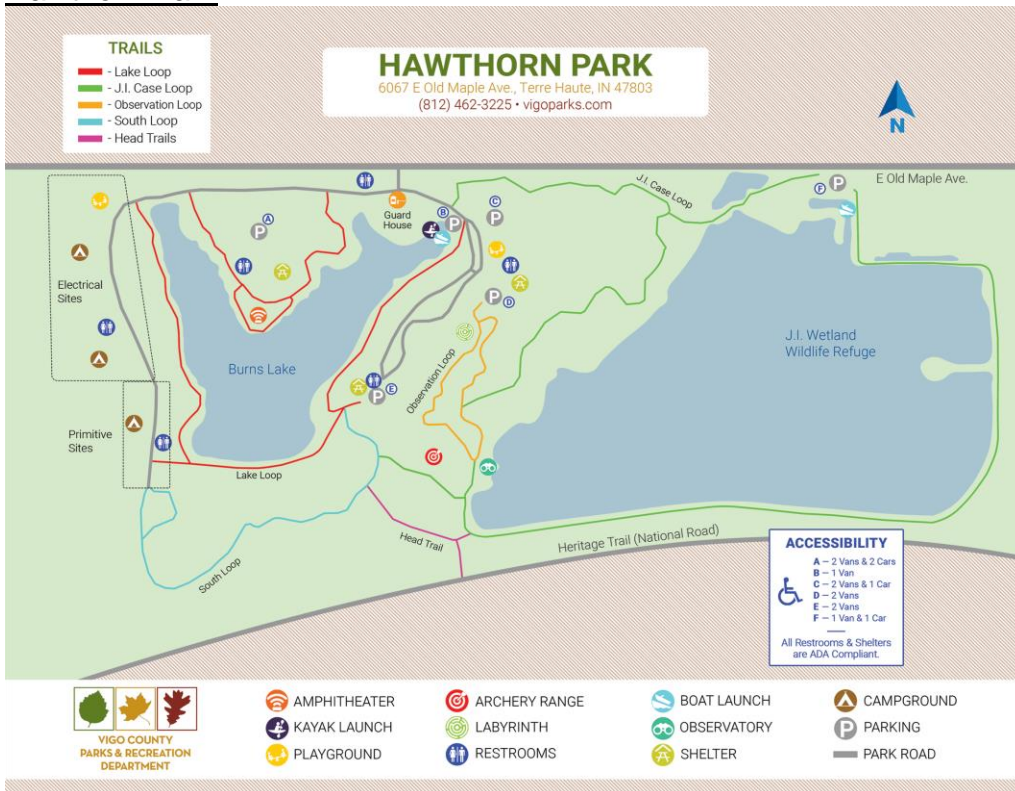 TRAILS
- Lake Loop
- J.I. Case Loop
- Observation Loop
- South Loop
- Head Trails
HAWTHORN PARK
6067 E Old Maple Ave., Terre Haute, IN 47803
(812) 462-3225 • vigoparks.com
N
E Old Maple Ave.
J.I. Case Loop
F
P
A
P
Guard
House
B
P
C
P
Electrical
Sites
P
D
J.I. Wetland
Wildlife Refuge
Burns Lake
Observation Loop
P
E
Primitive
Sites
Lake Loop
Head Trail
Heritage Trail (National Road)
South Loop
ACCESSIBILITY
A – 2 Vans & 2 Cars
B – 1 Van
C – 2 Vans & 1 Car
D – 2 Vans
E – 2 Vans
F – 1 Van & 1 Car
All Restrooms & Shelters
are ADA Compliant.
VIGO COUNTY
PARKS & RECREATION
DEPARTMENT
AMPHITHEATER
KAYAK LAUNCH
PLAYGROUND
ARCHERY RANGE
LABYRINTH
RESTROOMS
BOAT LAUNCH
OBSERVATORY
SHELTER
CAMPGROUND
P PARKING
PARK ROAD